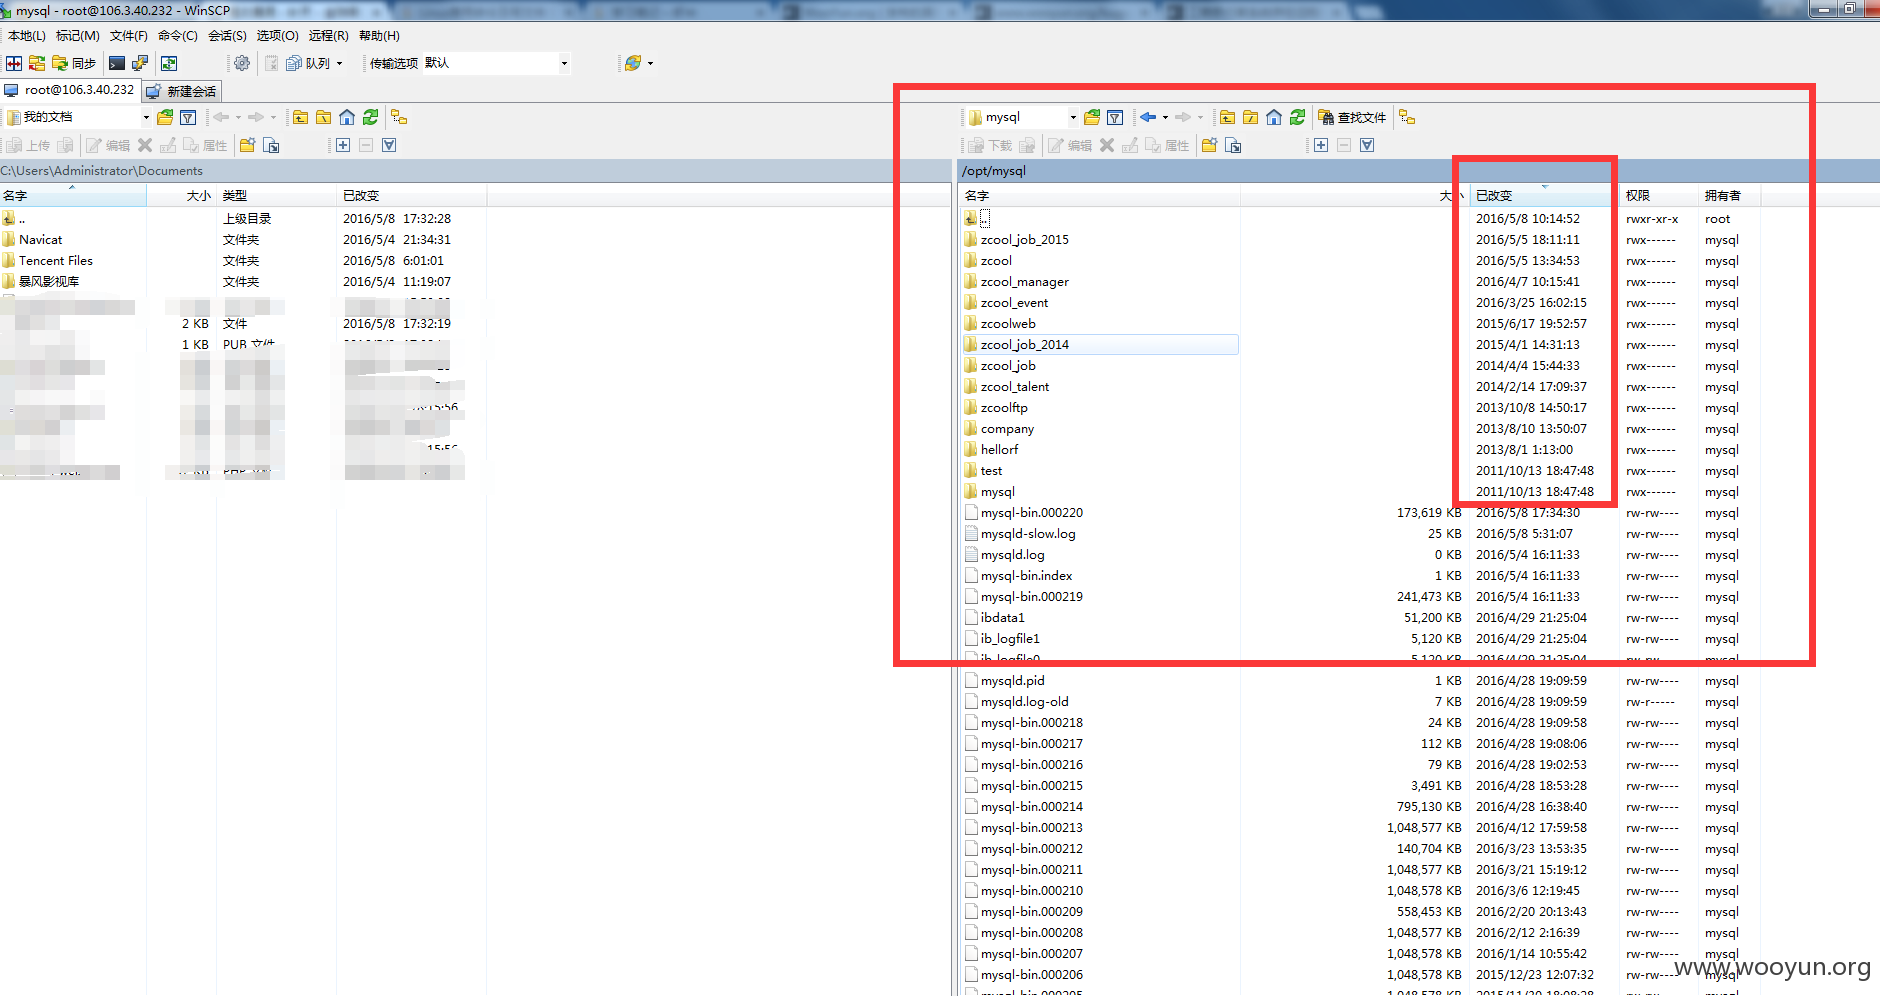 mysql - root@106.3.40.232 - WinSCP
本地(L) 标记(M) 文件(F) 命令(C) 会话(S) 选项(O) 远程(R) 帮助(H)
同步 队列 传输选项 默认
root@106.3.40.232 新建会话
我的文档
上传 编辑 属性
C:\Users\Administrator\Documents
名字 大小 类型 已改变
.. 上级目录 2016/5/8 17:32:28
Navicat 文件夹 2016/5/4 21:34:31
Tencent Files 文件夹 2016/5/8 6:01:01
暴风影视库 文件夹 2016/5/4 11:19:07
2 KB 文件 2016/5/8 17:32:19
1 KB PUB 文件
mysql 查找文件
下载 编辑 属性
/opt/mysql
名字 大小 已改变 权限 拥有者
.. 2016/5/8 10:14:52 rwxr-xr-x root
zcool_job_2015 2016/5/5 18:11:11 rwx------ mysql
zcool 2016/5/5 13:34:53 rwx------ mysql
zcool_manager 2016/4/7 10:15:41 rwx------ mysql
zcool_event 2016/3/25 16:02:15 rwx------ mysql
zcoolweb 2015/6/17 19:52:57 rwx------ mysql
zcool_job_2014 2015/4/1 14:31:13 rwx------ mysql
zcool_job 2014/4/4 15:44:33 rwx------ mysql
zcool_talent 2014/2/14 17:09:37 rwx------ mysql
zcoolftp 2013/10/8 14:50:17 rwx------ mysql
company 2013/8/10 13:50:07 rwx------ mysql
hellorf 2013/8/1 1:13:00 rwx------ mysql
test 2011/10/13 18:47:48 rwx------ mysql
mysql 2011/10/13 18:47:48 rwx------ mysql
mysql-bin.000220 173,619 KB 2016/5/8 17:34:30 rw-rw---- mysql
mysqld-slow.log 25 KB 2016/5/8 5:31:07 rw-rw---- mysql
mysqld.log 0 KB 2016/5/4 16:11:33 rw-rw---- mysql
mysql-bin.index 1 KB 2016/5/4 16:11:33 rw-rw---- mysql
mysql-bin.000219 241,473 KB 2016/5/4 16:11:33 rw-rw---- mysql
ibdata1 51,200 KB 2016/4/29 21:25:04 rw-rw---- mysql
ib_logfile1 5,120 KB 2016/4/29 21:25:04 rw-rw---- mysql
ib_logfile0 5,120 KB 2016/4/29 21:25:04 rw-rw---- mysql
mysqld.pid 1 KB 2016/4/28 19:09:59 rw-rw---- mysql
mysqld.log-old 7 KB 2016/4/28 19:09:59 rw-r----- mysql
mysql-bin.000218 24 KB 2016/4/28 19:09:58 rw-rw---- mysql
mysql-bin.000217 112 KB 2016/4/28 19:08:06 rw-rw---- mysql
mysql-bin.000216 79 KB 2016/4/28 19:02:53 rw-rw---- mysql
mysql-bin.000215 3,491 KB 2016/4/28 18:53:28 rw-rw---- mysql
mysql-bin.000214 795,130 KB 2016/4/28 16:38:40 rw-rw---- mysql
mysql-bin.000213 1,048,577 KB 2016/4/12 17:59:58 rw-rw---- mysql
mysql-bin.000212 140,704 KB 2016/3/23 13:53:35 rw-rw---- mysql
mysql-bin.000211 1,048,577 KB 2016/3/21 15:19:12 rw-rw---- mysql
mysql-bin.000210 1,048,578 KB 2016/3/6 12:19:45 rw-rw---- mysql
mysql-bin.000209 558,453 KB 2016/2/20 20:13:43 rw-rw---- mysql
mysql-bin.000208 1,048,577 KB 2016/2/12 2:16:39 rw-rw---- mysql
mysql-bin.000207 1,048,578 KB 2016/1/14 10:55:42 rw-rw---- mysql
mysql-bin.000206 1,048,578 KB 2015/12/23 12:07:32 rw-rw---- mysql
mysql-bin.000205 1,048,578 KB 2015/11/30 18:08:28
www.wooyun.org